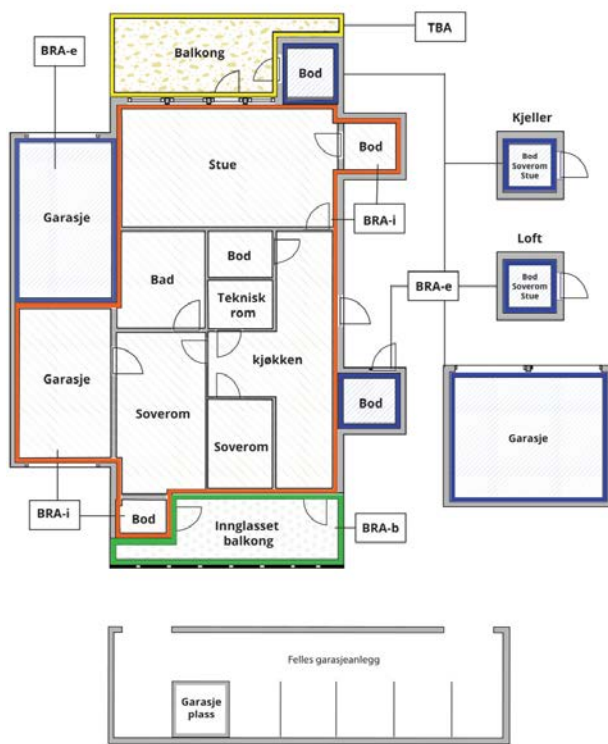 TBA
BRA-e
Balkong
Bod
Kjeller
Bod
Soverom
Stue
Stue
Bod
Garasje
BRA-i
Loft
Bad
Bod
Bod
Soverom
Stue
BRA-e
Teknisk
rom
Garasje
kjøkken
Bod
Garasje
Soverom
Soverom
BRA-i
Bod
Innglasset
balkong
BRA-b
Felles garasjeanlegg
Garasje
plass